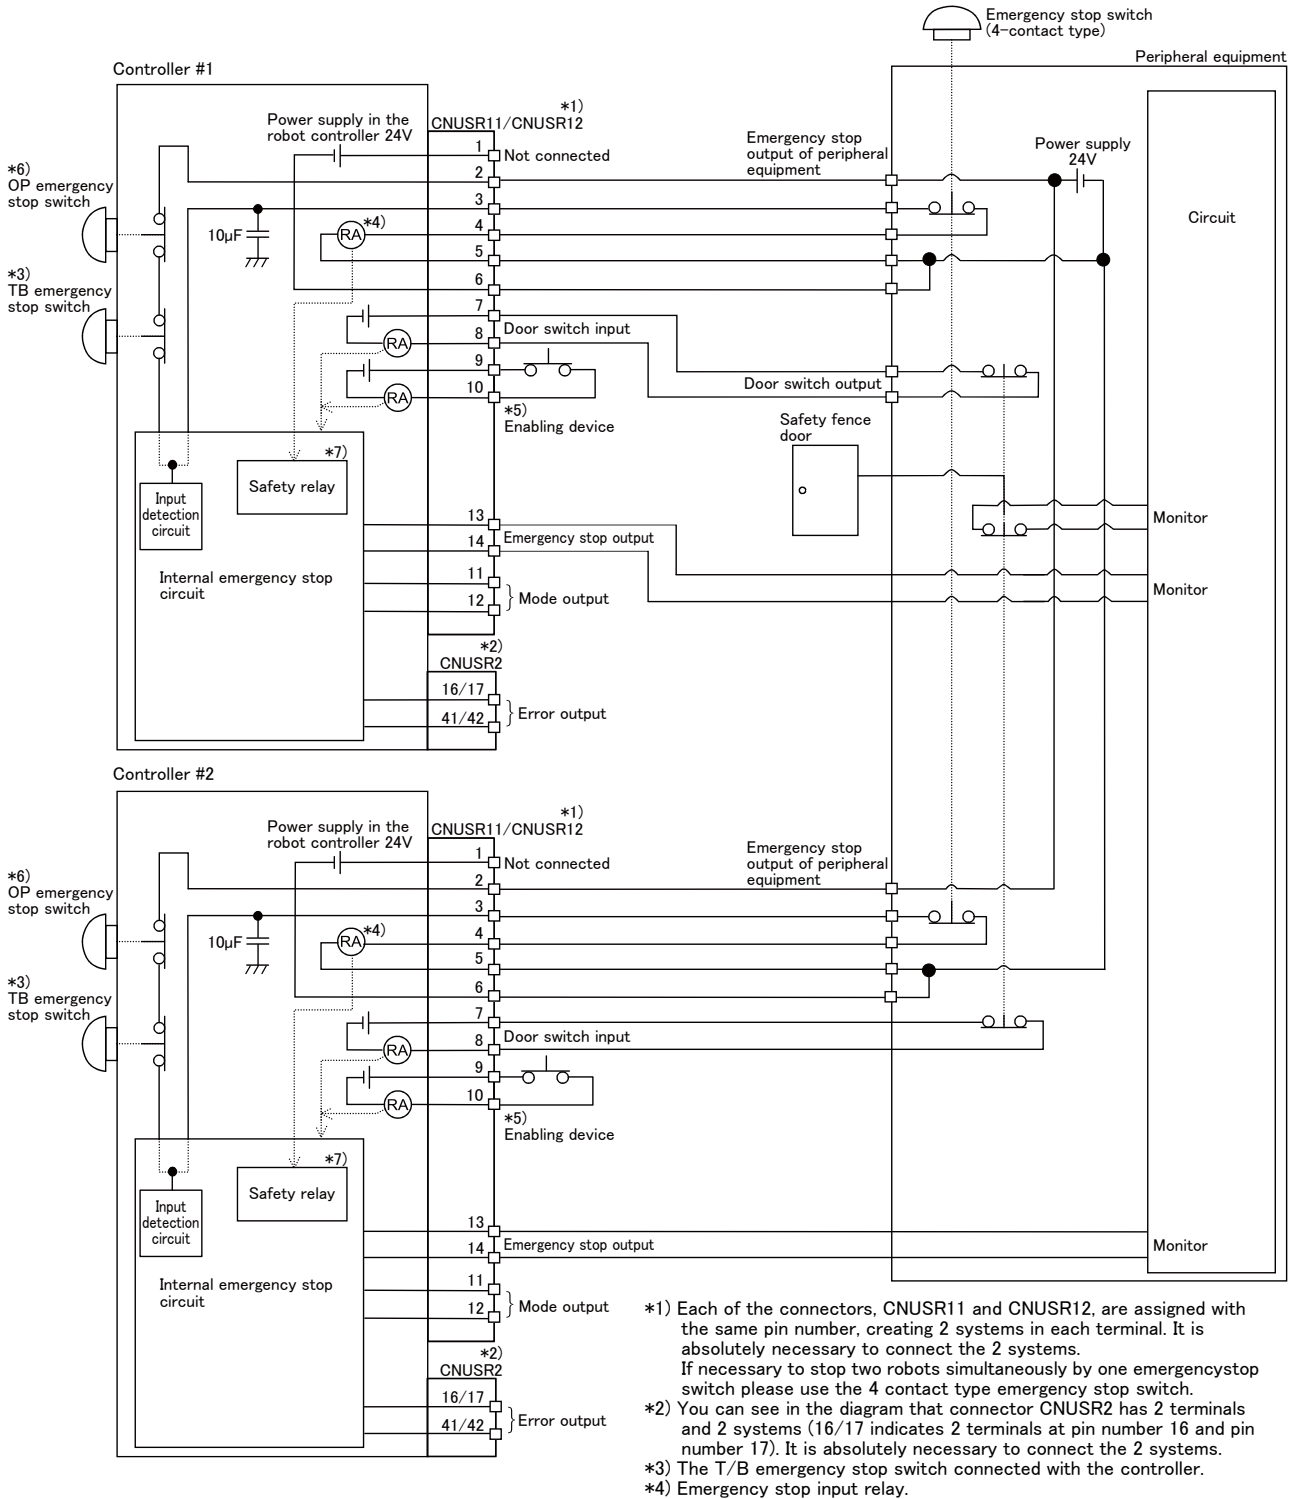 Emergency stop switch
(4-contact type)
Peripheral equipment
Controller #1
*1)
CNUSR11/CNUSR12
Power supply in the
robot controller 24V
1
Not connected
Emergency stop
output of peripheral
equipment
Power supply
24V
*6)
OP emergency
stop switch
2
3
Circuit
10μF
RA
*4)
4
5
*3)
TB emergency
stop switch
6
7
Door switch input
RA
8
9
Door switch output
RA
10
*5)
Enabling device
Safety fence
door
*7)
Safety relay
Input
detection
circuit
13
Monitor
14
Emergency stop output
Internal emergency stop
circuit
11
Mode output
12
Monitor
*2)
CNUSR2
16/17
Error output
41/42
Controller #2
*1)
CNUSR11/CNUSR12
Power supply in the
robot controller 24V
1
Not connected
Emergency stop
output of peripheral
equipment
*6)
OP emergency
stop switch
2
3
10μF
RA
*4)
4
5
*3)
TB emergency
stop switch
6
7
Door switch input
RA
8
9
RA
10
*5)
Enabling device
*7)
Safety relay
Input
detection
circuit
13
14
Emergency stop output
Monitor
Internal emergency stop
circuit
11
Mode output
12
*2)
CNUSR2
16/17
Error output
41/42
*1) Each of the connectors, CNUSR11 and CNUSR12, are assigned with
the same pin number, creating 2 systems in each terminal. It is
absolutely necessary to connect the 2 systems.
If necessary to stop two robots simultaneously by one emergencystop
switch please use the 4 contact type emergency stop switch.
*2) You can see in the diagram that connector CNUSR2 has 2 terminals
and 2 systems (16/17 indicates 2 terminals at pin number 16 and pin
number 17). It is absolutely necessary to connect the 2 systems.
*3) The T/B emergency stop switch connected with the controller.
*4) Emergency stop input relay.